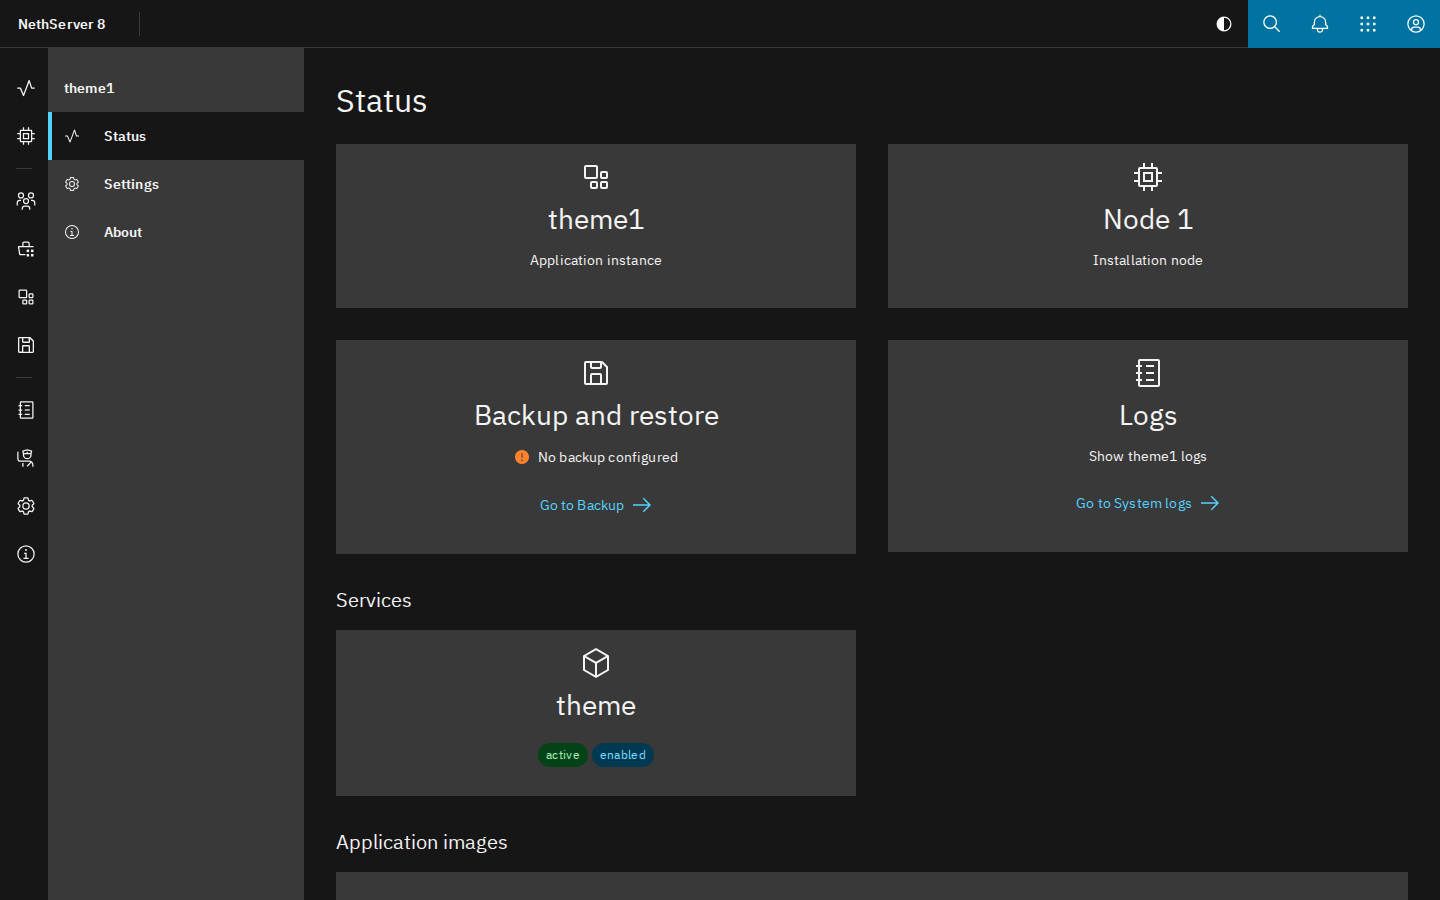 NethServer 8
theme1
Status
Settings
About
Status
theme1
Application instance
Node 1
Installation node
Backup and restore
No backup configured
Go to Backup
Logs
Show theme1 logs
Go to System logs
Services
theme
active
enabled
Application images